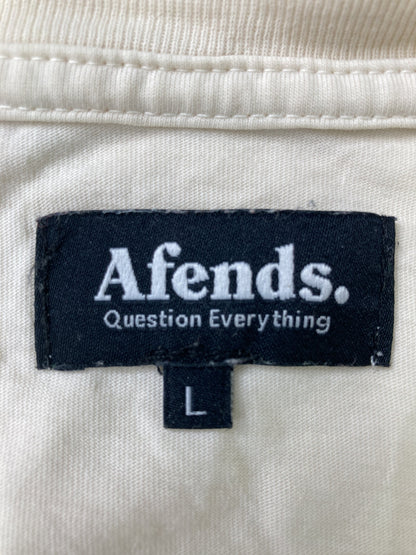 Afends.
Question Everything
L